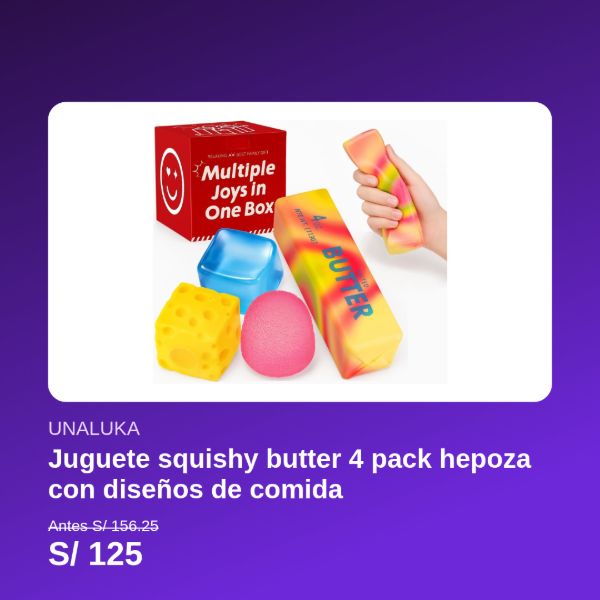 Multiple
Joys in
One Box
4
BUTTER
UNALUKA
Juguete squishy butter 4 pack hepoza
con diseños de comida
Antes S/ 156.25
S/ 125